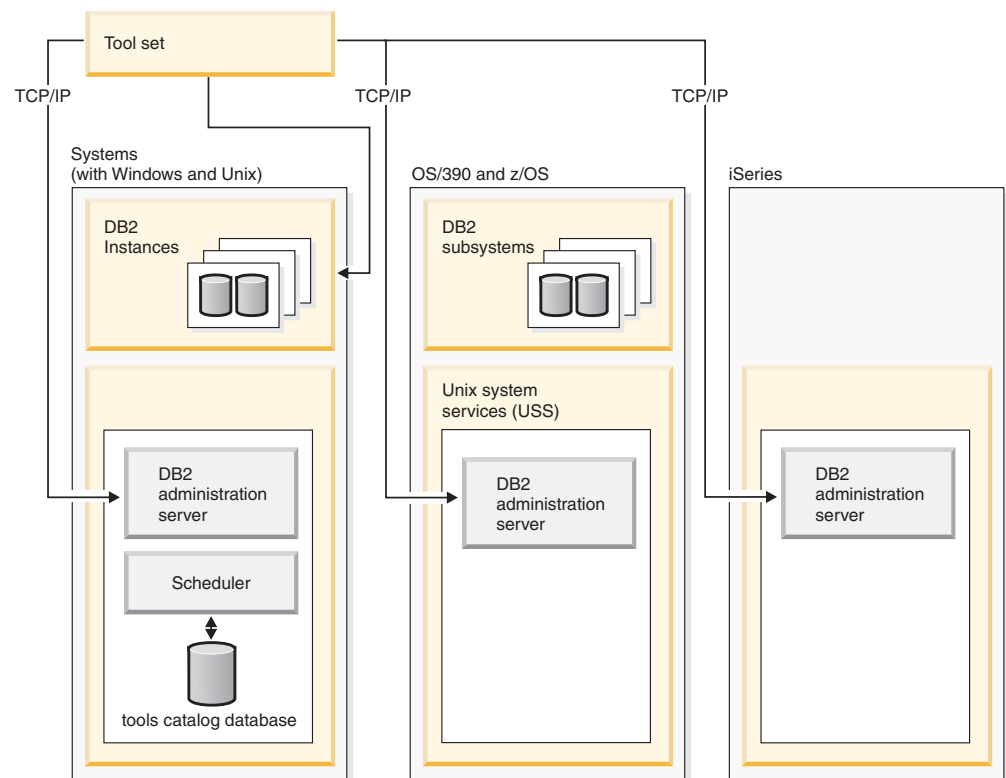 Tool set
TCP/IP
TCP/IP
TCP/IP
Systems
(with Windows and Unix)
DB2
Instances
DB2
administration
server
Scheduler
tools catalog database
OS/390 and z/OS
DB2
subsystems
Unix system
services (USS)
DB2
administration
server
iSeries
DB2
administration
server